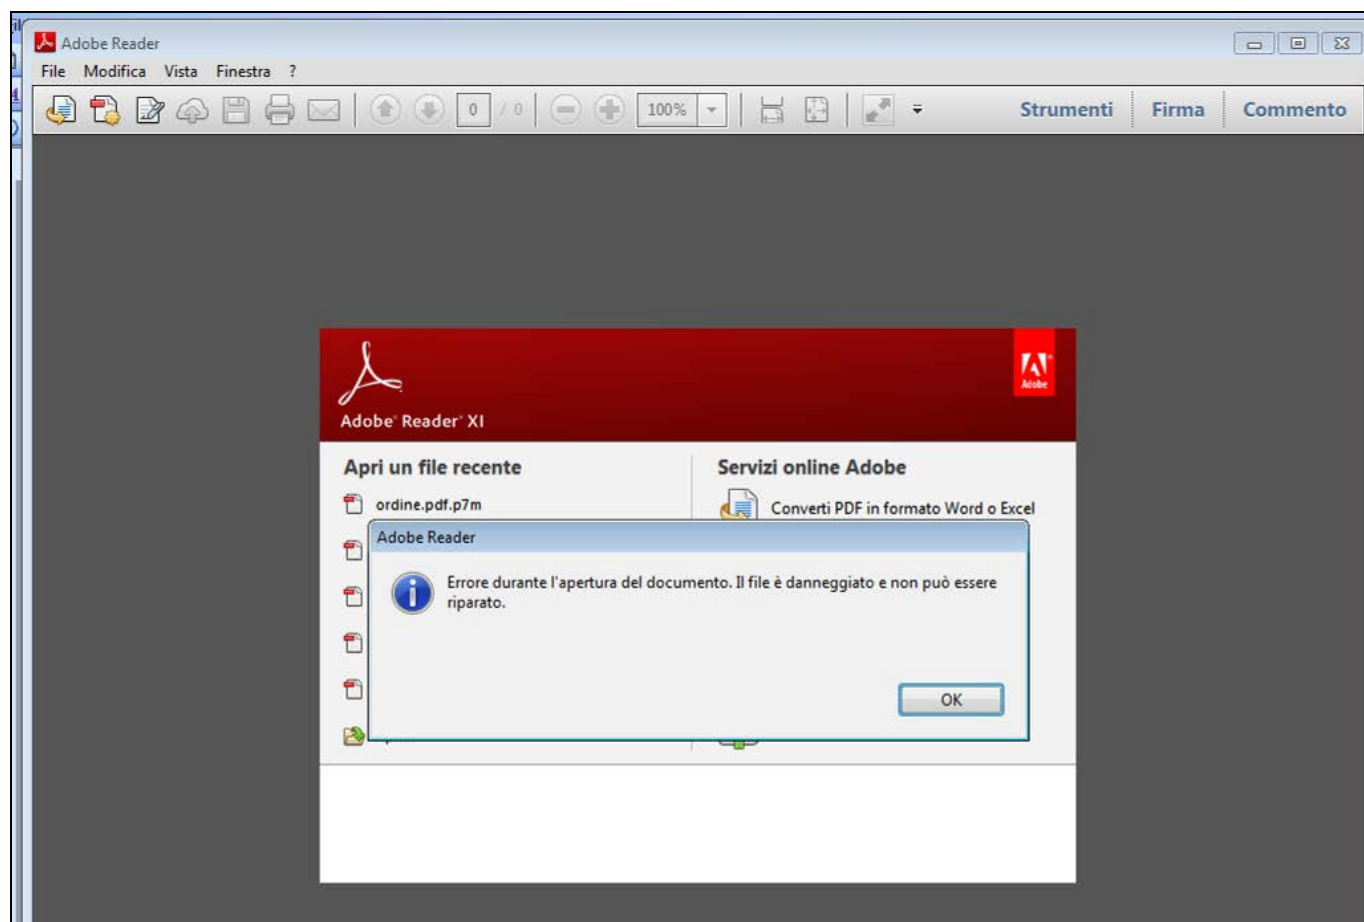 Adobe Reader
File Modifica Vista Finestra ?
0 / 0 100% Strumenti Firma Commento
Adobe
Adobe® Reader® XI
Apri un file recente
Servizi online Adobe
ordine.pdf.p7m
Converti PDF in formato Word o Excel
Adobe Reader
Errore durante l'apertura del documento. Il file è danneggiato e non può essere
riparato.
OK